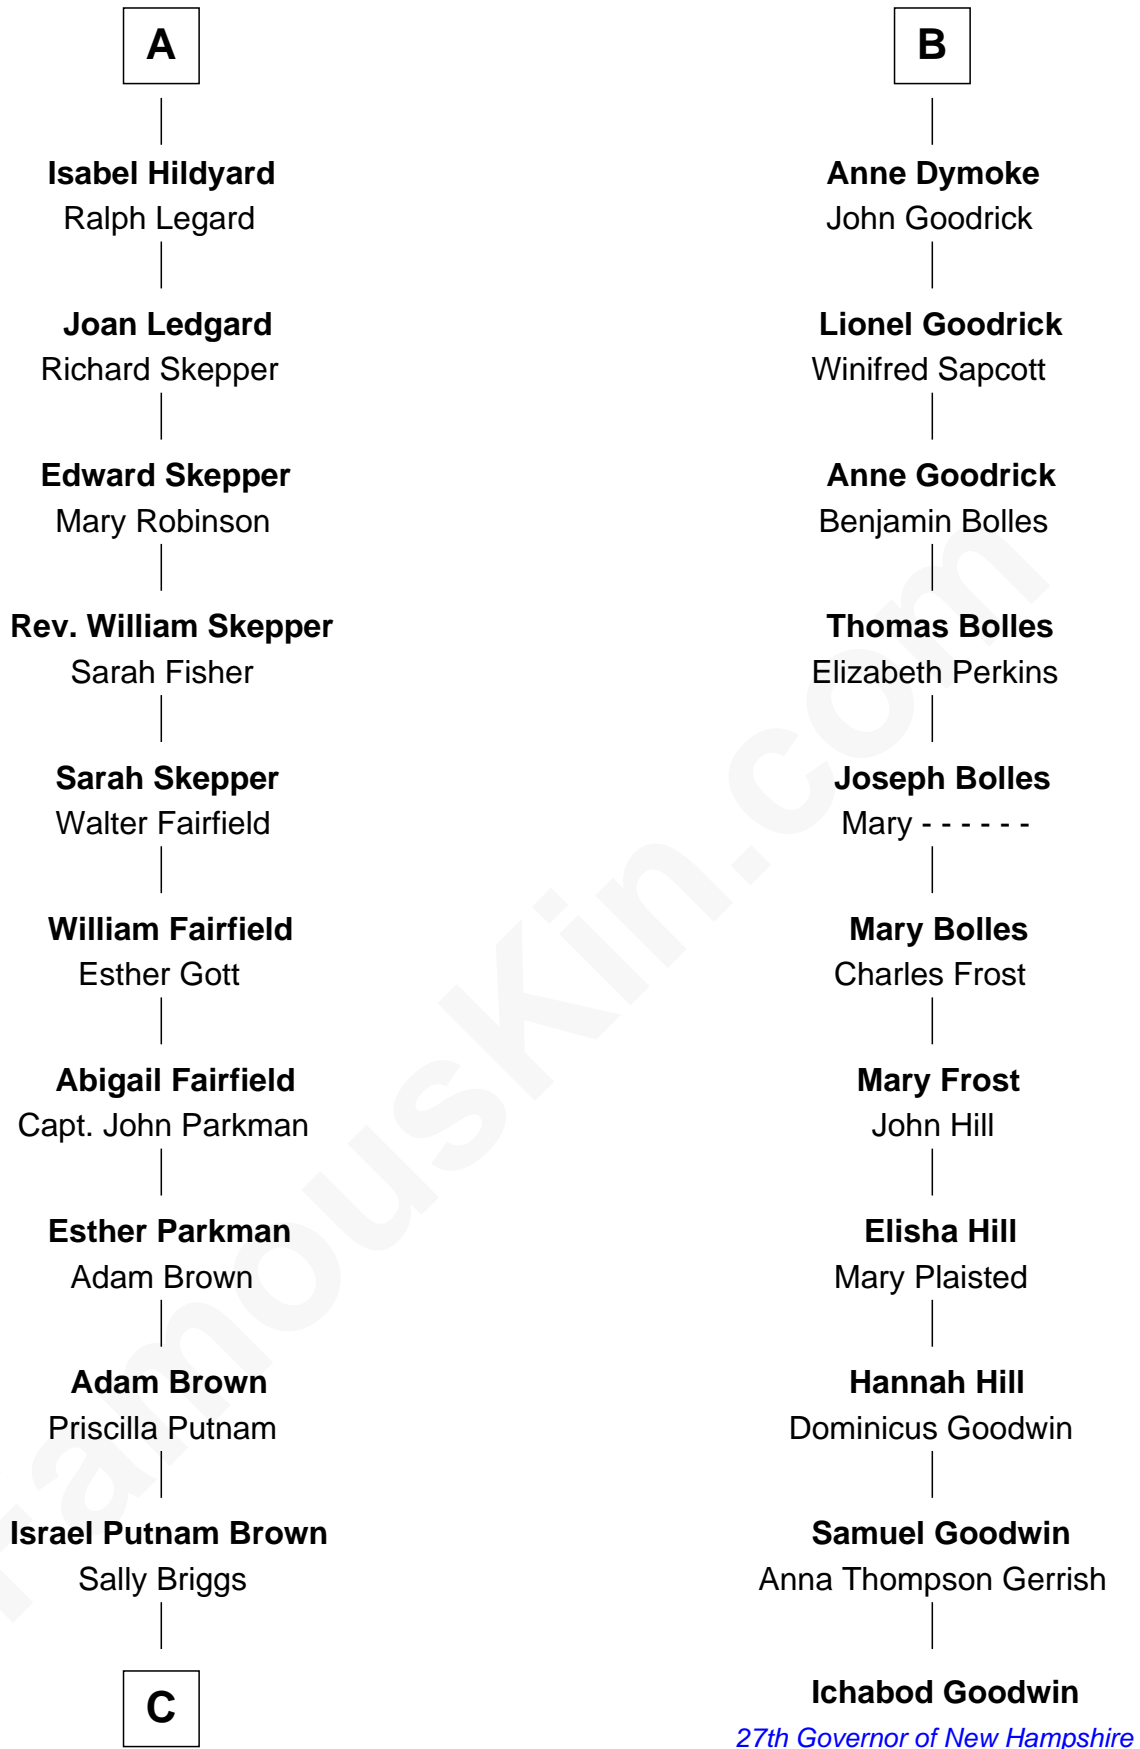 A
Isabel Hildyard
Ralph Legard
Joan Ledgard
Richard Skepper
Edward Skepper
Mary Robinson
Rev. William Skepper
Sarah Fisher
Sarah Skepper
Walter Fairfield
William Fairfield
Esther Gott
Abigail Fairfield
Capt. John Parkman
Esther Parkman
Adam Brown
Adam Brown
Priscilla Putnam
Israel Putnam Brown
Sally Briggs
C
B
Anne Dymoke
John Goodrick
Lionel Goodrick
Winifred Sapcott
Anne Goodrick
Benjamin Bolles
Thomas Bolles
Elizabeth Perkins
Joseph Bolles
Mary - - - - - -
Mary Bolles
Charles Frost
Mary Frost
John Hill
Elisha Hill
Mary Plaisted
Hannah Hill
Dominicus Goodwin
Samuel Goodwin
Anna Thompson Gerrish
Ichabod Goodwin
27th Governor of New Hampshire
FamousKin.com